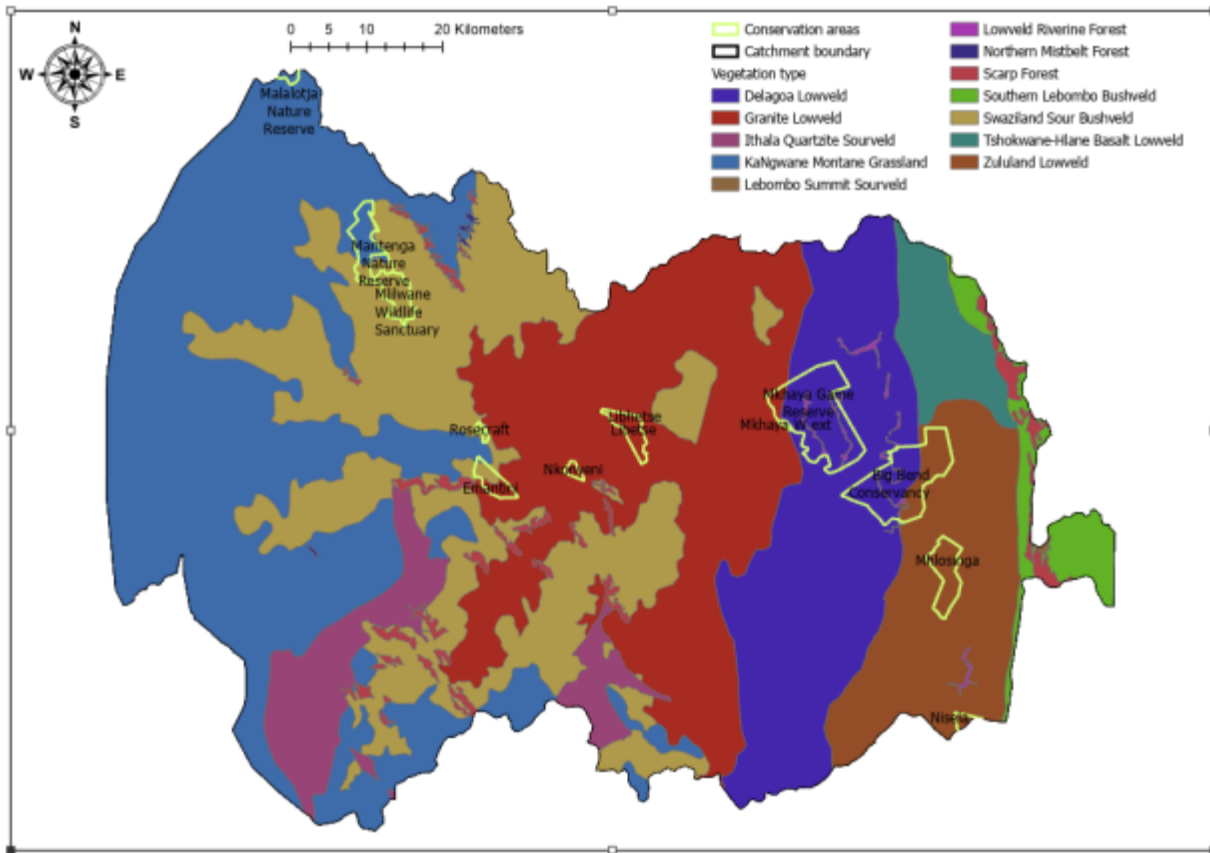 N
W E
S
0 5 10 20 Kilometers
Conservation areas
Catchment boundary
Vegetation type
Delagoa Lowveld
Granite Lowveld
Ithala Quartzite Sourveld
KaNgwane Montane Grassland
Lebombo Summit Sourveld
Lowveld Riverine Forest
Northern Mistbelt Forest
Scarp Forest
Southern Lebombo Bushveld
Swaziland Sour Bushveld
Tshokwane-Hlane Basalt Lowveld
Zululand Lowveld
Malalotja
Nature
Reserve
Mantenga
Nature
Reserve
Mlilwane
Wildlife
Sanctuary
Mkhaya Game
Reserve
Mkhaya W ext
Rosecraft
Libhetse
Nkonyeni
Big Bend
Conservancy
Mhlosinga
Nisela